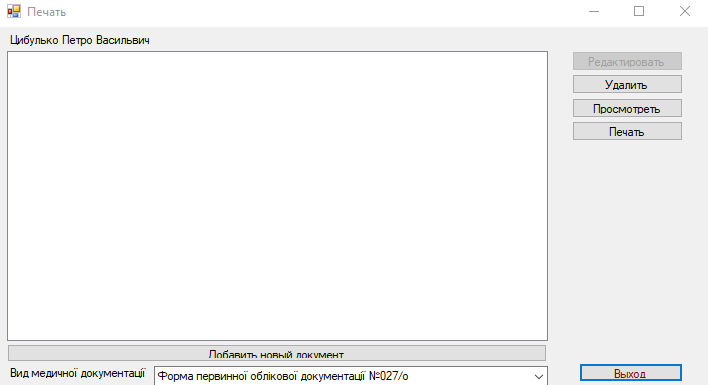 Печать
Цибулько Петро Васильвич
Редактировать
Удалить
Просмотреть
Печать
Добавить новый документ
Вид медичної документації
Форма первинної облікової документації №027/о
Выход